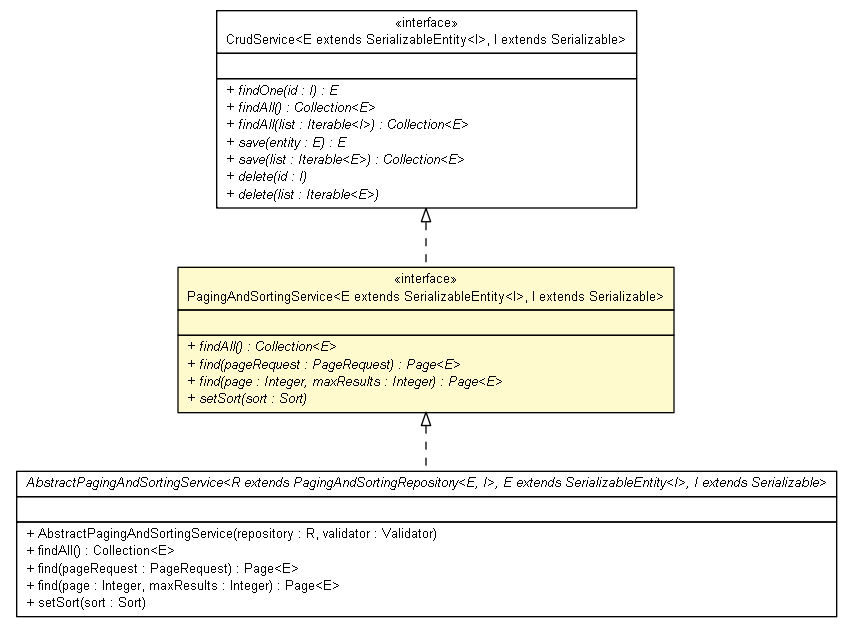 «interface»
CrudService<E extends SerializableEntity<I>, I extends Serializable>
+ findOne(id : I) : E
+ findAll() : Collection<E>
+ findAll(list : Iterable<I>) : Collection<E>
+ save(entity : E) : E
+ save(list : Iterable<E>) : Collection<E>
+ delete(id : I)
+ delete(list : Iterable<E>)
«interface»
PagingAndSortingService<E extends SerializableEntity<I>, I extends Serializable>
+ findAll() : Collection<E>
+ find(pageRequest : PageRequest) : Page<E>
+ find(page : Integer, maxResults : Integer) : Page<E>
+ setSort(sort : Sort)
AbstractPagingAndSortingService<R extends PagingAndSortingRepository<E, I>, E extends SerializableEntity<I>, I extends Serializable>
+ AbstractPagingAndSortingService(repository : R, validator : Validator)
+ findAll() : Collection<E>
+ find(pageRequest : PageRequest) : Page<E>
+ find(page : Integer, maxResults : Integer) : Page<E>
+ setSort(sort : Sort)